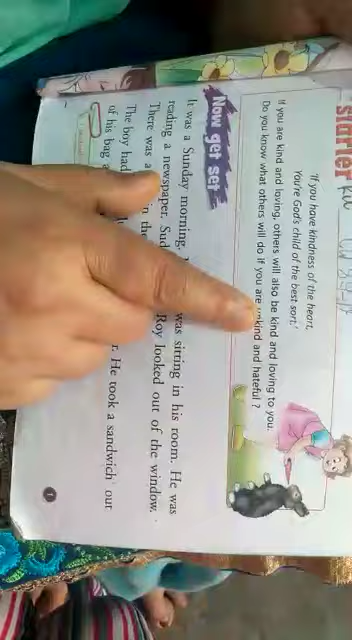 starter
'If you have kindness of the heart,
You're God's child of the best sort.'
If you are kind and loving, others will also be kind and loving to you.
Do you know what others will do if you are unkind and hateful ?
Now get set
It was a Sunday morning. was sitting in his room. He was
reading a newspaper. Roy looked out of the window.
There was a in the
The boy had He took a sandwich our
of his bag
1